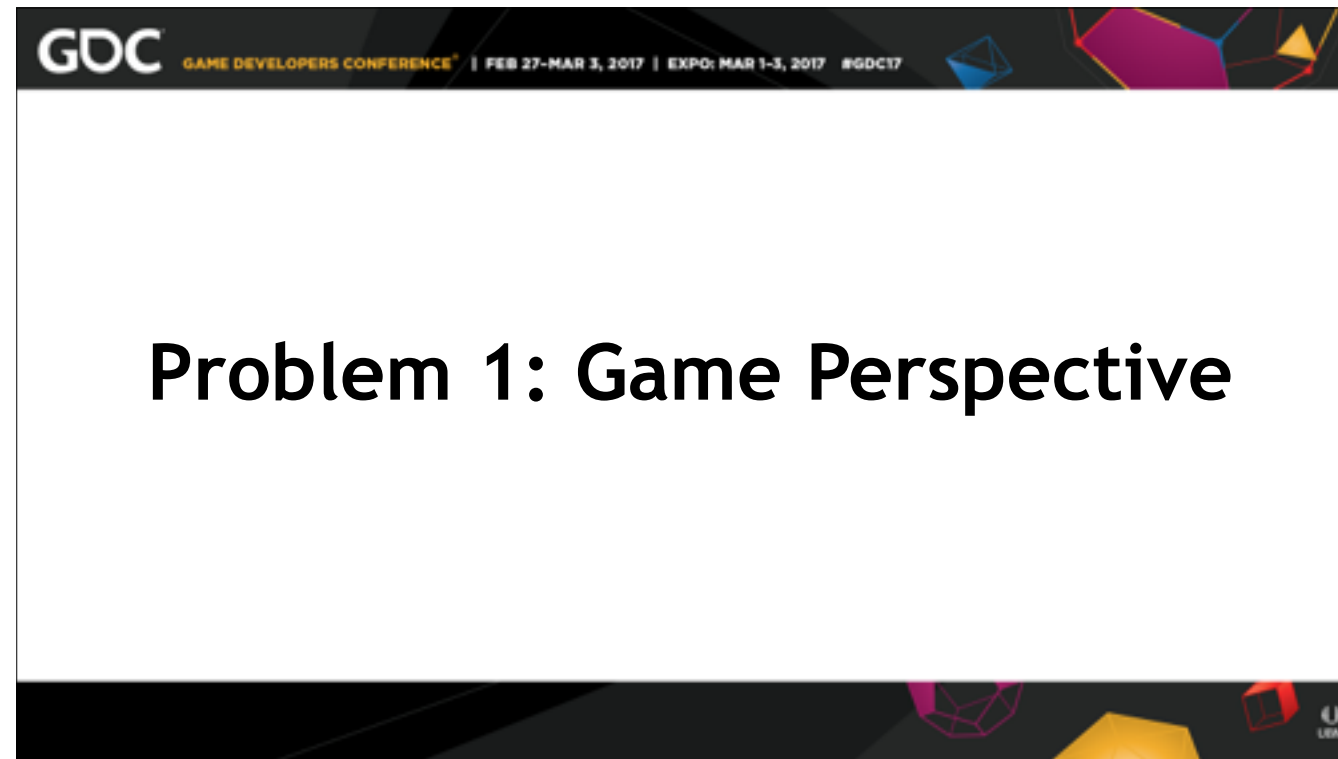 GDC GAME DEVELOPERS CONFERENCE® | FEB 27-MAR 3, 2017 | EXPO: MAR 1-3, 2017 #GDC17
Problem 1: Game Perspective